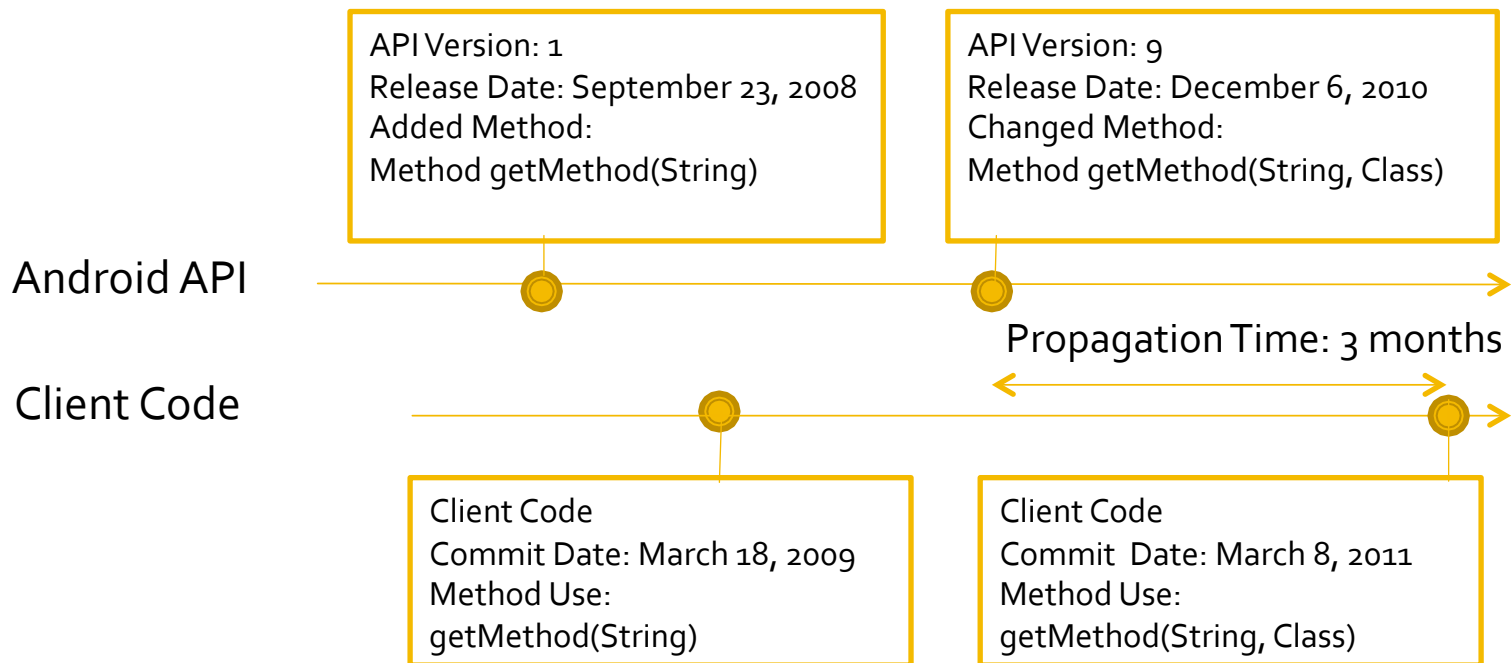 API Version: 1
Release Date: September 23, 2008
Added Method:
Method getMethod(String)
API Version: 9
Release Date: December 6, 2010
Changed Method:
Method getMethod(String, Class)
Android API
Propagation Time: 3 months
Client Code
Client Code
Commit Date: March 18, 2009
Method Use:
getMethod(String)
Client Code
Commit Date: March 8, 2011
Method Use:
getMethod(String, Class)